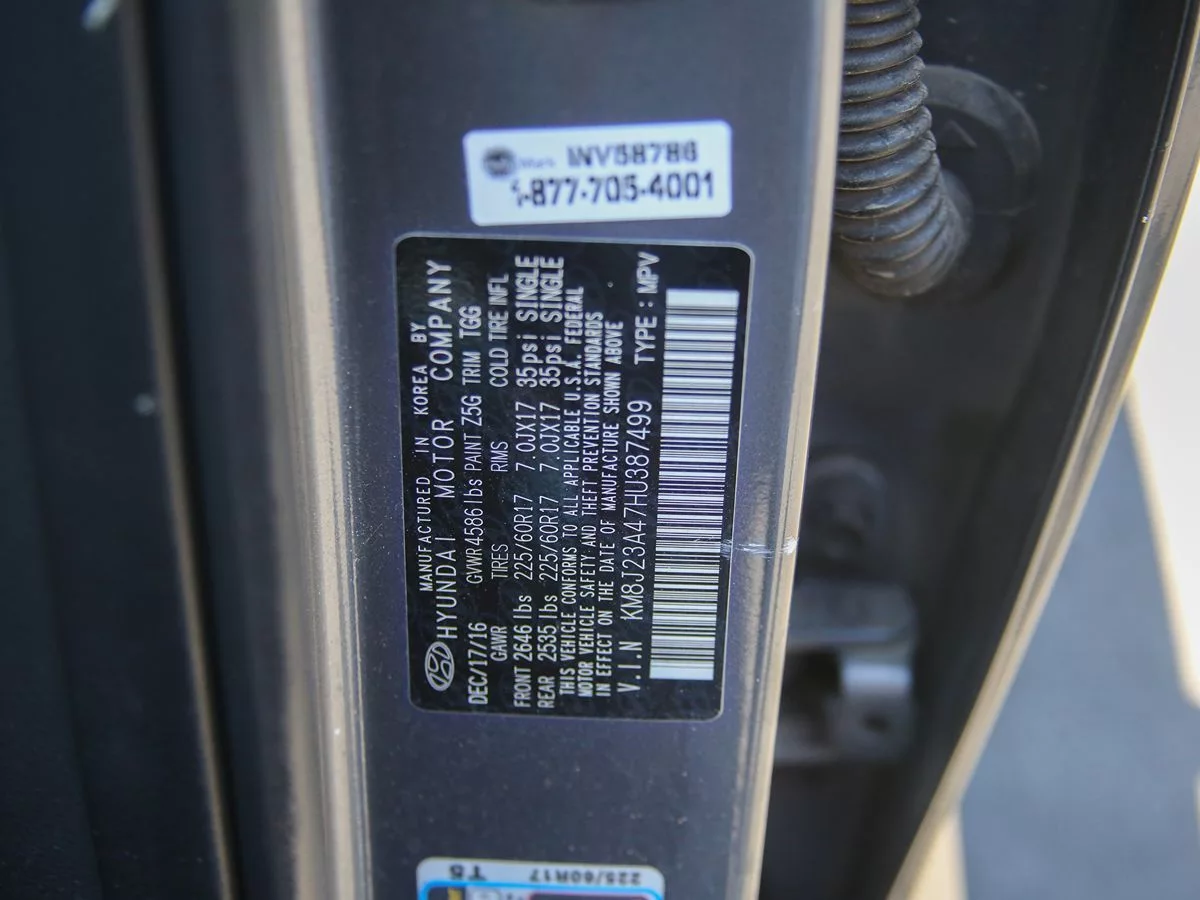 INV58786
1-877-705-4001
MANUFACTURED IN KOREA BY
HYUNDAI MOTOR COMPANY
DEC/17/16 GVWR4586lbs PAINT Z5G TRIM TGG
GAWR TIRES RIMS COLD TIRE INFL
FRONT 2646 lbs 225/60R17 7.0JX17 35psi SINGLE
REAR 2535 lbs 225/60R17 7.0JX17 35psi SINGLE
THIS VEHICLE CONFORMS TO ALL APPLICABLE U.S.A. FEDERAL
MOTOR VEHICLE SAFETY AND THEFT PREVENTION STANDARDS
IN EFFECT ON THE DATE OF MANUFACTURE SHOWN ABOVE
V.I.N KM8J23A47HU387499 TYPE : MPV
225/60R17 T5